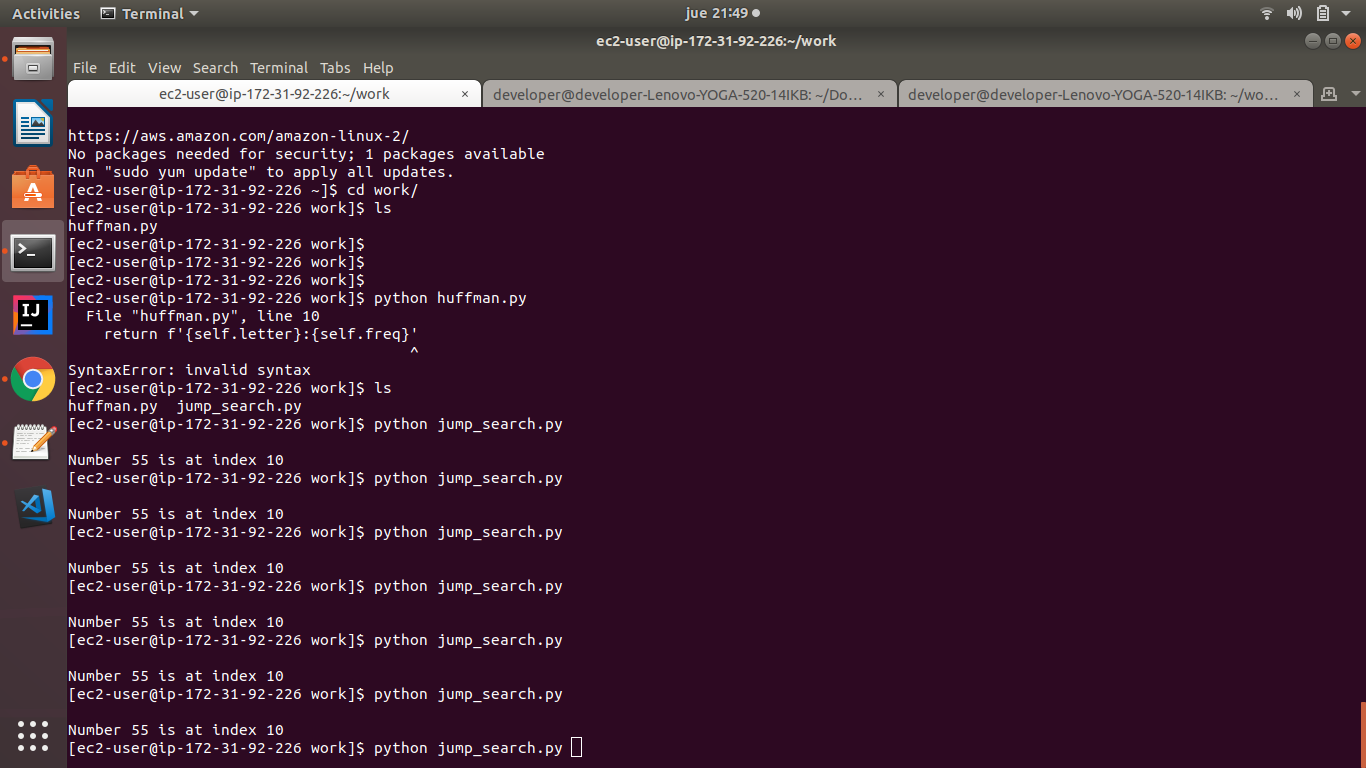 Activities Terminal jue 21:49
ec2-user@ip-172-31-92-226:~/work
File Edit View Search Terminal Tabs Help
ec2-user@ip-172-31-92-226:~/work × developer@developer-Lenovo-YOGA-520-14IKB: ~/Do... × developer@developer-Lenovo-YOGA-520-14IKB: ~/wo... ×
https://aws.amazon.com/amazon-linux-2/
No packages needed for security; 1 packages available
Run "sudo yum update" to apply all updates.
[ec2-user@ip-172-31-92-226 ~]$ cd work/
[ec2-user@ip-172-31-92-226 work]$ ls
huffman.py
[ec2-user@ip-172-31-92-226 work]$
[ec2-user@ip-172-31-92-226 work]$
[ec2-user@ip-172-31-92-226 work]$
[ec2-user@ip-172-31-92-226 work]$ python huffman.py
  File "huffman.py", line 10
    return f'{self.letter}:{self.freq}'
                                      ^
SyntaxError: invalid syntax
[ec2-user@ip-172-31-92-226 work]$ ls
huffman.py  jump_search.py
[ec2-user@ip-172-31-92-226 work]$ python jump_search.py
Number 55 is at index 10
[ec2-user@ip-172-31-92-226 work]$ python jump_search.py
Number 55 is at index 10
[ec2-user@ip-172-31-92-226 work]$ python jump_search.py
Number 55 is at index 10
[ec2-user@ip-172-31-92-226 work]$ python jump_search.py
Number 55 is at index 10
[ec2-user@ip-172-31-92-226 work]$ python jump_search.py
Number 55 is at index 10
[ec2-user@ip-172-31-92-226 work]$ python jump_search.py
Number 55 is at index 10
[ec2-user@ip-172-31-92-226 work]$ python jump_search.py
IJ